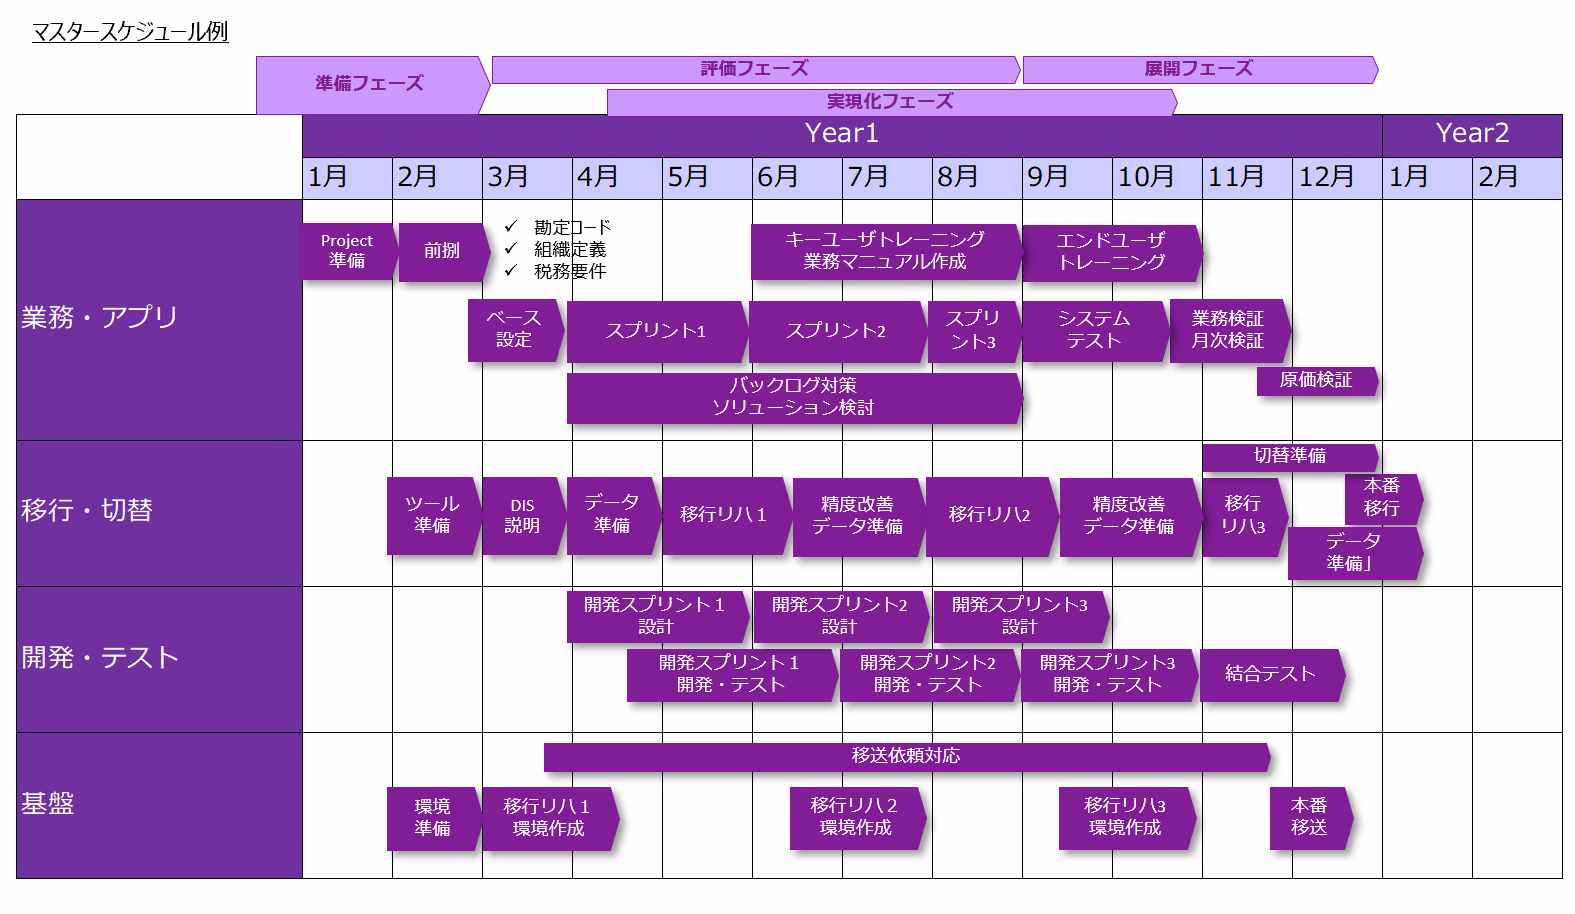 マスタースケジュール例
準備フェーズ
評価フェーズ
展開フェーズ
実現化フェーズ
Year1
Year2
1月
2月
3月
4月
5月
6月
7月
8月
9月
10月
11月
12月
1月
2月
業務・アプリ
Project
準備
前捌
✓ 勘定コード
✓ 組織定義
✓ 税務要件
キーユーザトレーニング
業務マニュアル作成
エンドユーザ
トレーニング
ベース
設定
スプリント1
スプリント2
スプリ
ント3
システム
テスト
業務検証
月次検証
原価検証
バックログ対策
ソリューション検討
移行・切替
切替準備
ツール
準備
DIS
説明
データ
準備
移行リハ１
精度改善
データ準備
移行リハ2
精度改善
データ準備
移行
リハ3
本番
移行
データ
準備」
開発・テスト
開発スプリント１
設計
開発スプリント2
設計
開発スプリント3
設計
開発スプリント１
開発・テスト
開発スプリント2
開発・テスト
開発スプリント3
開発・テスト
結合テスト
基盤
移送依頼対応
環境
準備
移行リハ１
環境作成
移行リハ２
環境作成
移行リハ3
環境作成
本番
移送